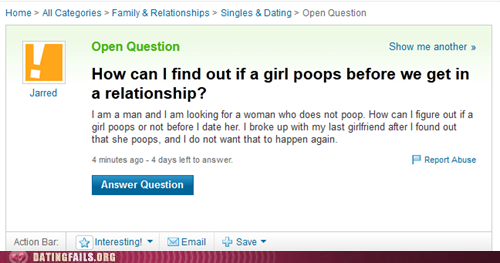 Home > All Categories > Family & Relationships > Singles & Dating > Open Question
Open Question
Show me another »
Jarred
How can I find out if a girl poops before we get in
a relationship?
I am a man and I am looking for a woman who does not poop. How can I figure out if a
girl poops or not before I date her. I broke up with my last girlfriend after I found out
that she poops, and I do not want that to happen again.
4 minutes ago - 4 days left to answer.
Report Abuse
Answer Question
Action Bar: Interesting! Email Save
DATINGFAILS.ORG